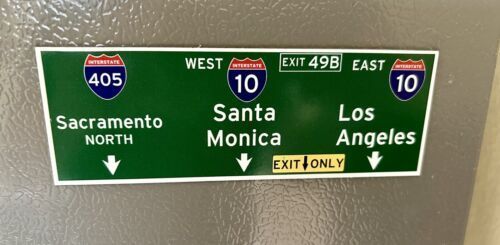 INTERSTATE
405
Sacramento
NORTH
WEST
INTERSTATE
10
EXIT 49B
Santa
Monica
EXIT ONLY
EAST
INTERSTATE
10
Los
Angeles